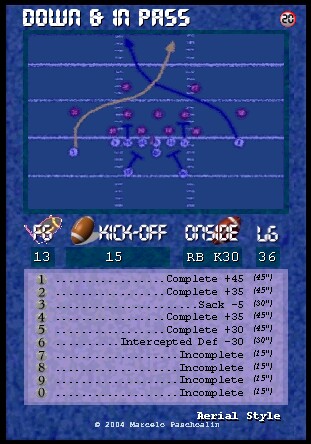 DOWN & IN PASS
20
FG KICK-OFF ONSIDE LG
13 15 RB K30 36
1 ....................Complete +45 (45")
2 ....................Complete +35 (45")
3 ..........................Sack -5 (30")
4 ....................Complete +35 (45")
5 ....................Complete +30 (45")
6 ............Intercepted Def -30 (30")
7 ......................Incomplete (15")
8 ......................Incomplete (15")
9 ......................Incomplete (15")
0 ......................Incomplete (15")
Aerial Style
© 2004 Marcelo Paschoalin